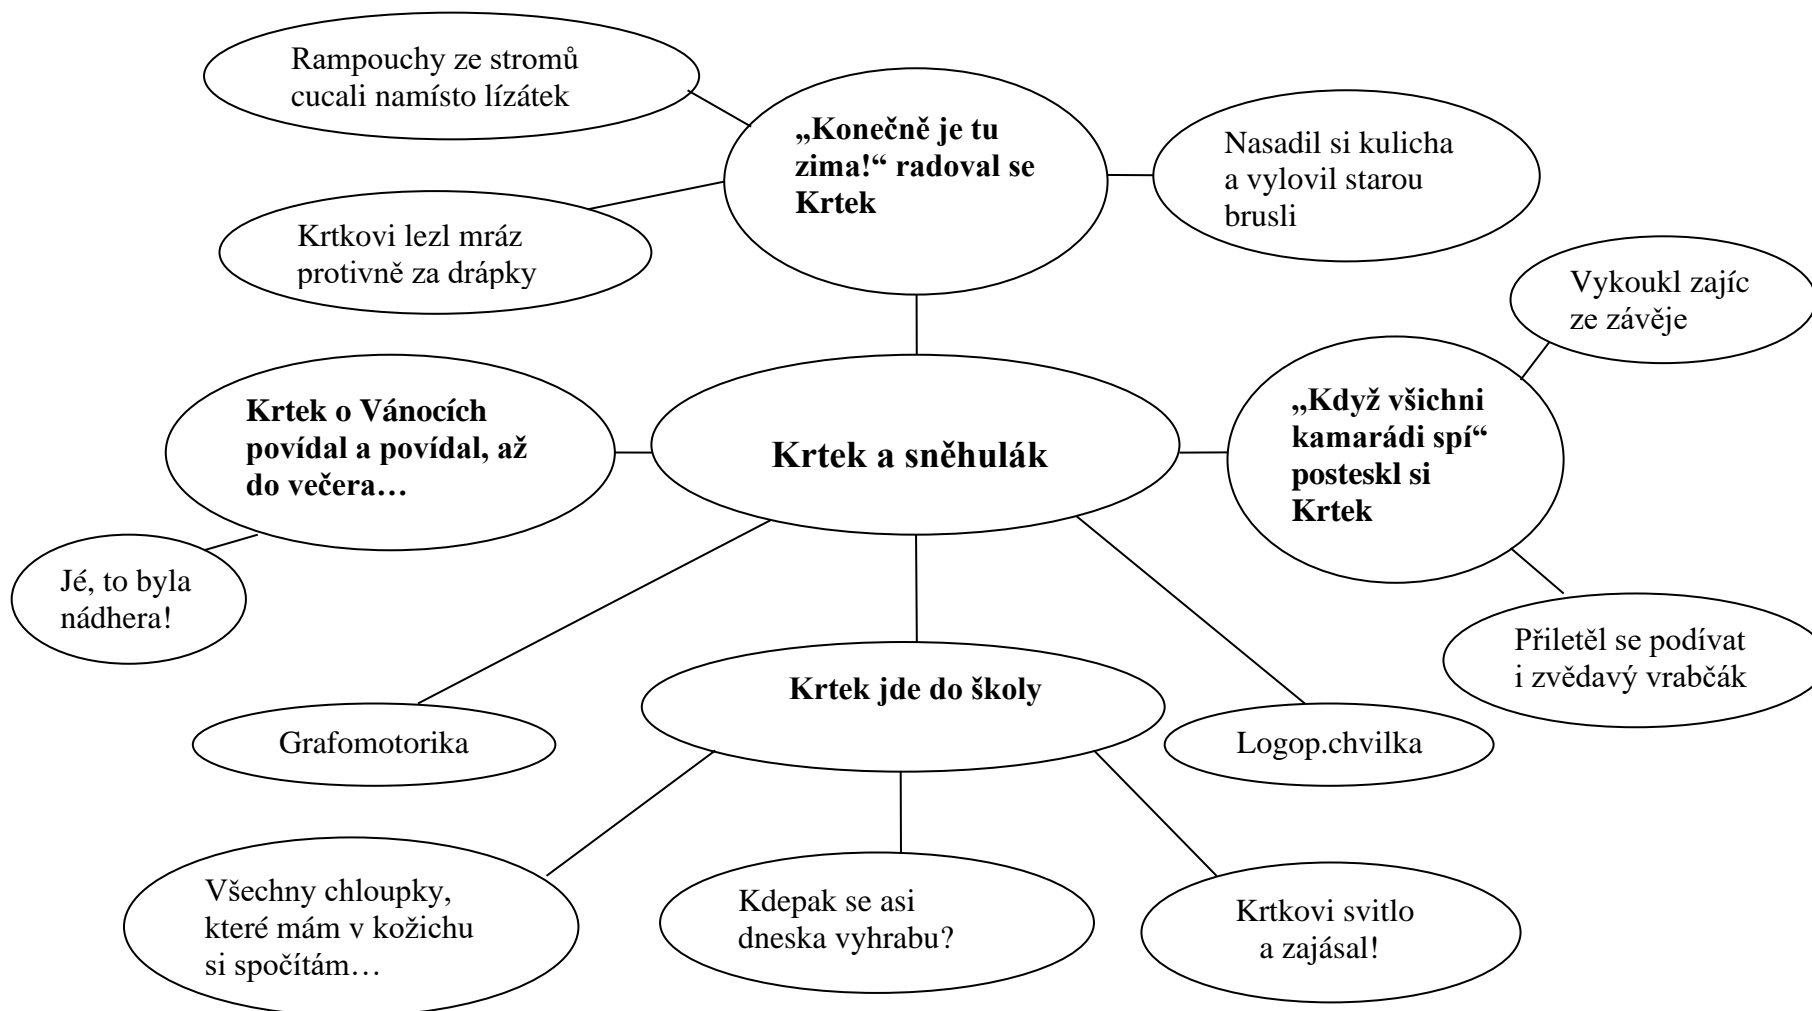 Rampouchy ze stromů
cucali namísto lízátek
„Konečně je tu
zima!“ radoval se
Krtek
Nasadil si kulicha
a vylovil starou
brusli
Krtkovi lezl mráz
protivně za drápky
Vykoukl zajíc
ze závěje
Krtek o Vánocích
povídal a povídal, až
do večera…
Krtek a sněhulák
„Když všichni
kamarádi spí“
posteskl si
Krtek
Jé, to byla
nádhera!
Přiletěl se podívat
i zvědavý vrabčák
Krtek jde do školy
Grafomotorika
Logop.chvilka
Všechny chloupky,
které mám v kožichu
si spočítám…
Kdepak se asi
dneska vyhrabu?
Krtkovi svitlo
a zajásal!